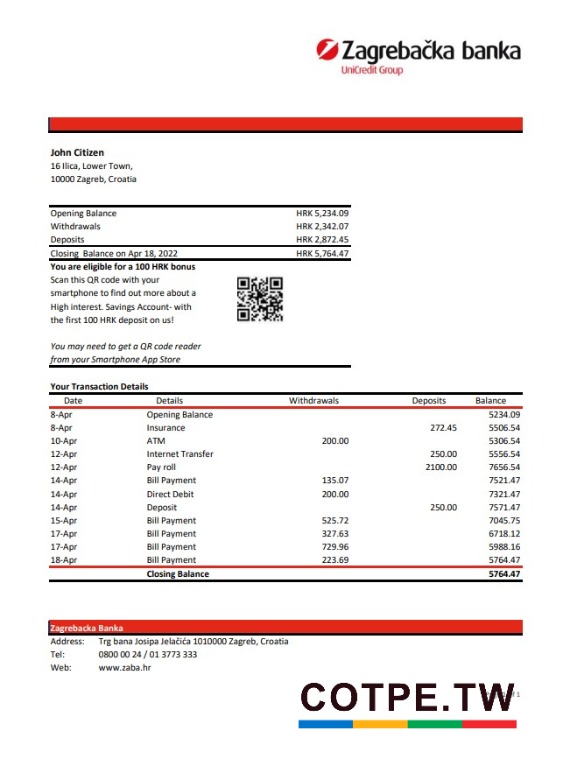 Zagrebačka banka
UniCredit Group
John Citizen
16 Ilica, Lower Town,
10000 Zagreb, Croatia
Opening Balance HRK 5,234.09
Withdrawals HRK 2,342.07
Deposits HRK 2,872.45
Closing Balance on Apr 18, 2022 HRK 5,764.47
You are eligible for a 100 HRK bonus
Scan this QR code with your
smartphone to find out more about a
High interest. Savings Account- with
the first 100 HRK deposit on us!
You may need to get a QR code reader
from your Smartphone App Store
Your Transaction Details
Date Details Withdrawals Deposits Balance
8-Apr Opening Balance 5234.09
8-Apr Insurance 272.45 5506.54
10-Apr ATM 200.00 5306.54
12-Apr Internet Transfer 250.00 5556.54
12-Apr Pay roll 2100.00 7656.54
14-Apr Bill Payment 135.07 7521.47
14-Apr Direct Debit 200.00 7321.47
14-Apr Deposit 250.00 7571.47
15-Apr Bill Payment 525.72 7045.75
17-Apr Bill Payment 327.63 6718.12
17-Apr Bill Payment 729.96 5988.16
18-Apr Bill Payment 223.69 5764.47
Closing Balance 5764.47
Zagrebacka Banka
Address: Trg bana Josipa Jelačića 1010000 Zagreb, Croatia
Tel: 0800 00 24 / 01 3773 333
Web: www.zaba.hr
COTPE.TW